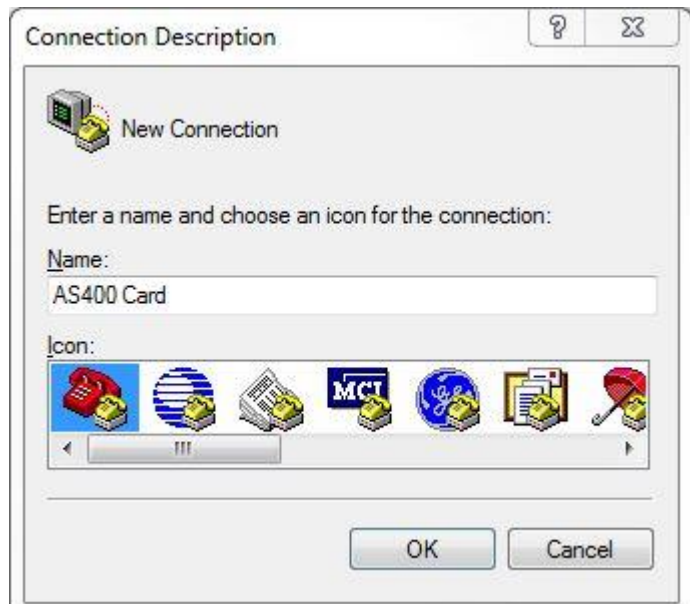 Connection Description
New Connection
Enter a name and choose an icon for the connection:
Name:
AS400 Card
Icon:
MCI
OK
Cancel